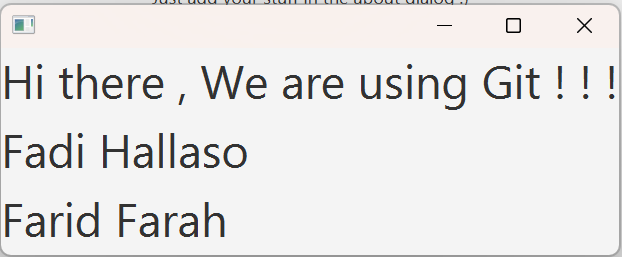 Just add your stuff in the about dialog :)
Hi there , We are using Git ! ! !
Fadi Hallaso
Farid Farah